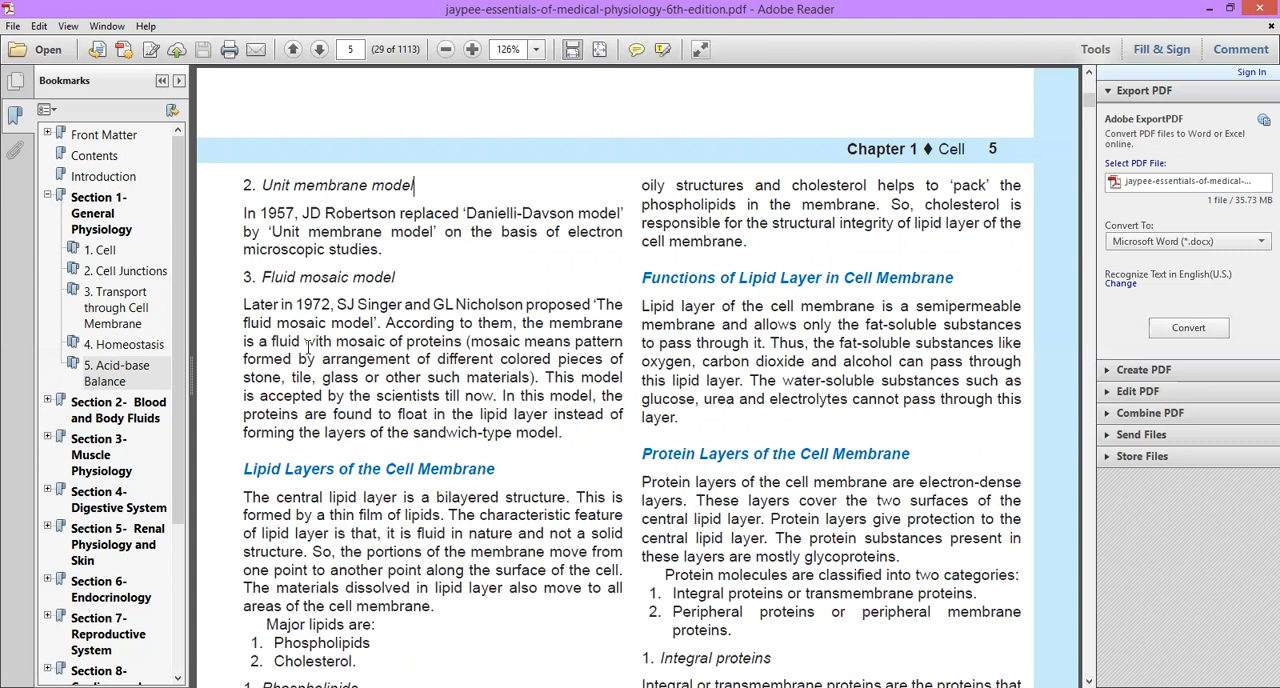 jaypee-essentials-of-medical-physiology-6th-edition.pdf - Adobe Reader
File Edit View Window Help
Open 5 (29 of 1113) 126% Tools Fill & Sign Comment
Bookmarks
Front Matter
Contents
Introduction
Section 1-
General
Physiology
1. Cell
2. Cell Junctions
3. Transport
through Cell
Membrane
4. Homeostasis
5. Acid-base
Balance
Section 2- Blood
and Body Fluids
Section 3-
Muscle
Physiology
Section 4-
Digestive System
Section 5- Renal
Physiology and
Skin
Section 6-
Endocrinology
Section 7-
Reproductive
System
Section 8-
Chapter 1 ♦ Cell 5
2. Unit membrane model
In 1957, JD Robertson replaced ‘Danielli-Davson model’
by ‘Unit membrane model’ on the basis of electron
microscopic studies.
3. Fluid mosaic model
Later in 1972, SJ Singer and GL Nicholson proposed ‘The
fluid mosaic model’. According to them, the membrane
is a fluid with mosaic of proteins (mosaic means pattern
formed by arrangement of different colored pieces of
stone, tile, glass or other such materials). This model
is accepted by the scientists till now. In this model, the
proteins are found to float in the lipid layer instead of
forming the layers of the sandwich-type model.
Lipid Layers of the Cell Membrane
The central lipid layer is a bilayered structure. This is
formed by a thin film of lipids. The characteristic feature
of lipid layer is that, it is fluid in nature and not a solid
structure. So, the portions of the membrane move from
one point to another point along the surface of the cell.
The materials dissolved in lipid layer also move to all
areas of the cell membrane.
Major lipids are:
1. Phospholipids
2. Cholesterol.
1. Phospholipids
oily structures and cholesterol helps to ‘pack’ the
phospholipids in the membrane. So, cholesterol is
responsible for the structural integrity of lipid layer of the
cell membrane.
Functions of Lipid Layer in Cell Membrane
Lipid layer of the cell membrane is a semipermeable
membrane and allows only the fat-soluble substances
to pass through it. Thus, the fat-soluble substances like
oxygen, carbon dioxide and alcohol can pass through
this lipid layer. The water-soluble substances such as
glucose, urea and electrolytes cannot pass through this
layer.
Protein Layers of the Cell Membrane
Protein layers of the cell membrane are electron-dense
layers. These layers cover the two surfaces of the
central lipid layer. Protein layers give protection to the
central lipid layer. The protein substances present in
these layers are mostly glycoproteins.
Protein molecules are classified into two categories:
1. Integral proteins or transmembrane proteins.
2. Peripheral proteins or peripheral membrane
proteins.
1. Integral proteins
Integral or transmembrane proteins are the proteins that
Sign In
Export PDF
Adobe ExportPDF
Convert PDF files to Word or Excel
online.
Select PDF File:
jaypee-essentials-of-medical-...
1 file / 35.73 MB
Convert To:
Microsoft Word (*.docx)
Recognize Text in English(U.S.)
Change
Convert
Create PDF
Edit PDF
Combine PDF
Send Files
Store Files